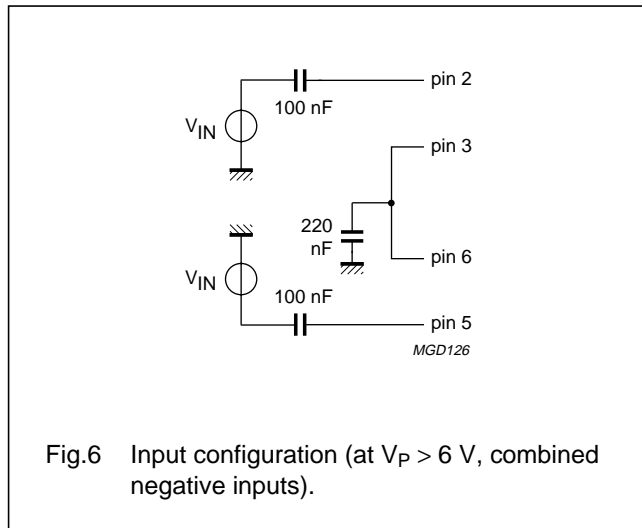 pin 2
100 nF
V_IN
pin 3
220
nF
pin 6
V_IN
100 nF
pin 5
MGD126
Fig.6 Input configuration (at V_P > 6 V, combined
negative inputs).